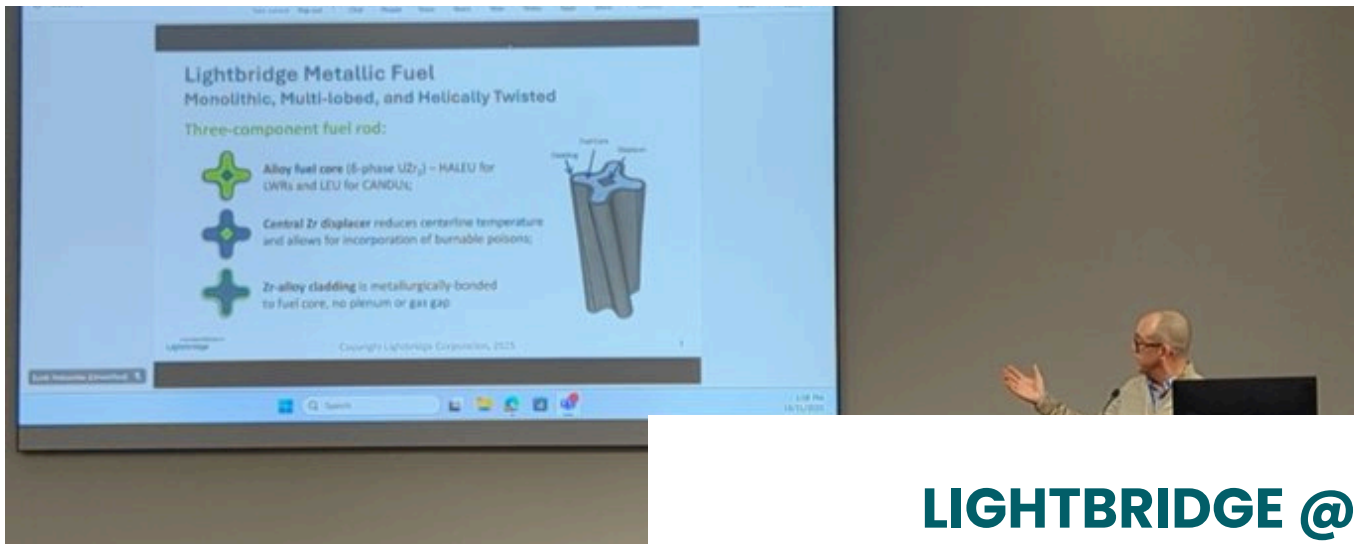 Lightbridge Metallic Fuel
Monolithic, Multi-lobed, and Helically Twisted
Three-component fuel rod:
Fuel Core
Cladding
Displacer
Alloy fuel core (δ-phase UZr₂) – HALEU for
LWRs and LEU for CANDUs;
Central Zr displacer reduces centerline temperature
and allows for incorporation of burnable poisons;
Zr-alloy cladding is metallurgically-bonded
to fuel core, no plenum or gas gap
Lightbridge
Copyright Lightbridge Corporation, 2025
Search
LIGHTBRIDGE @